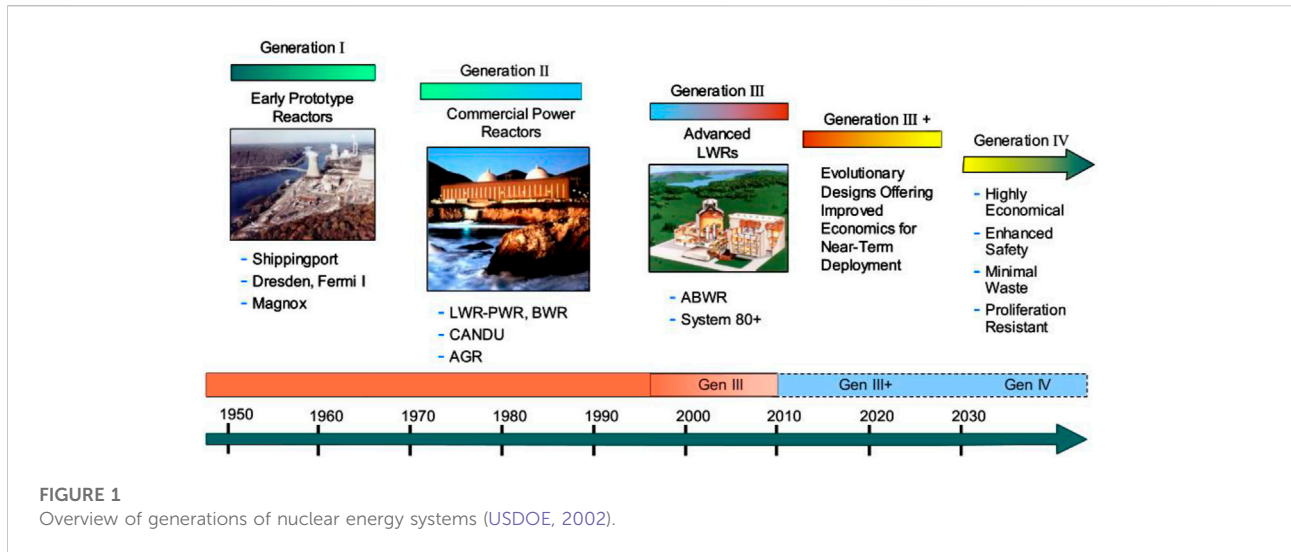 Generation I
Early Prototype
Reactors
- Shippingport
- Dresden, Fermi I
- Magnox
Generation II
Commercial Power
Reactors
- LWR-PWR, BWR
- CANDU
- AGR
Generation III
Advanced
LWRs
- ABWR
- System 80+
Generation III +
Evolutionary
Designs Offering
Improved
Economics for
Near-Term
Deployment
Generation IV
- Highly
Economical
- Enhanced
Safety
- Minimal
Waste
- Proliferation
Resistant
Gen III
Gen III+
Gen IV
1950
1960
1970
1980
1990
2000
2010
2020
2030
FIGURE 1
Overview of generations of nuclear energy systems (USDOE, 2002).